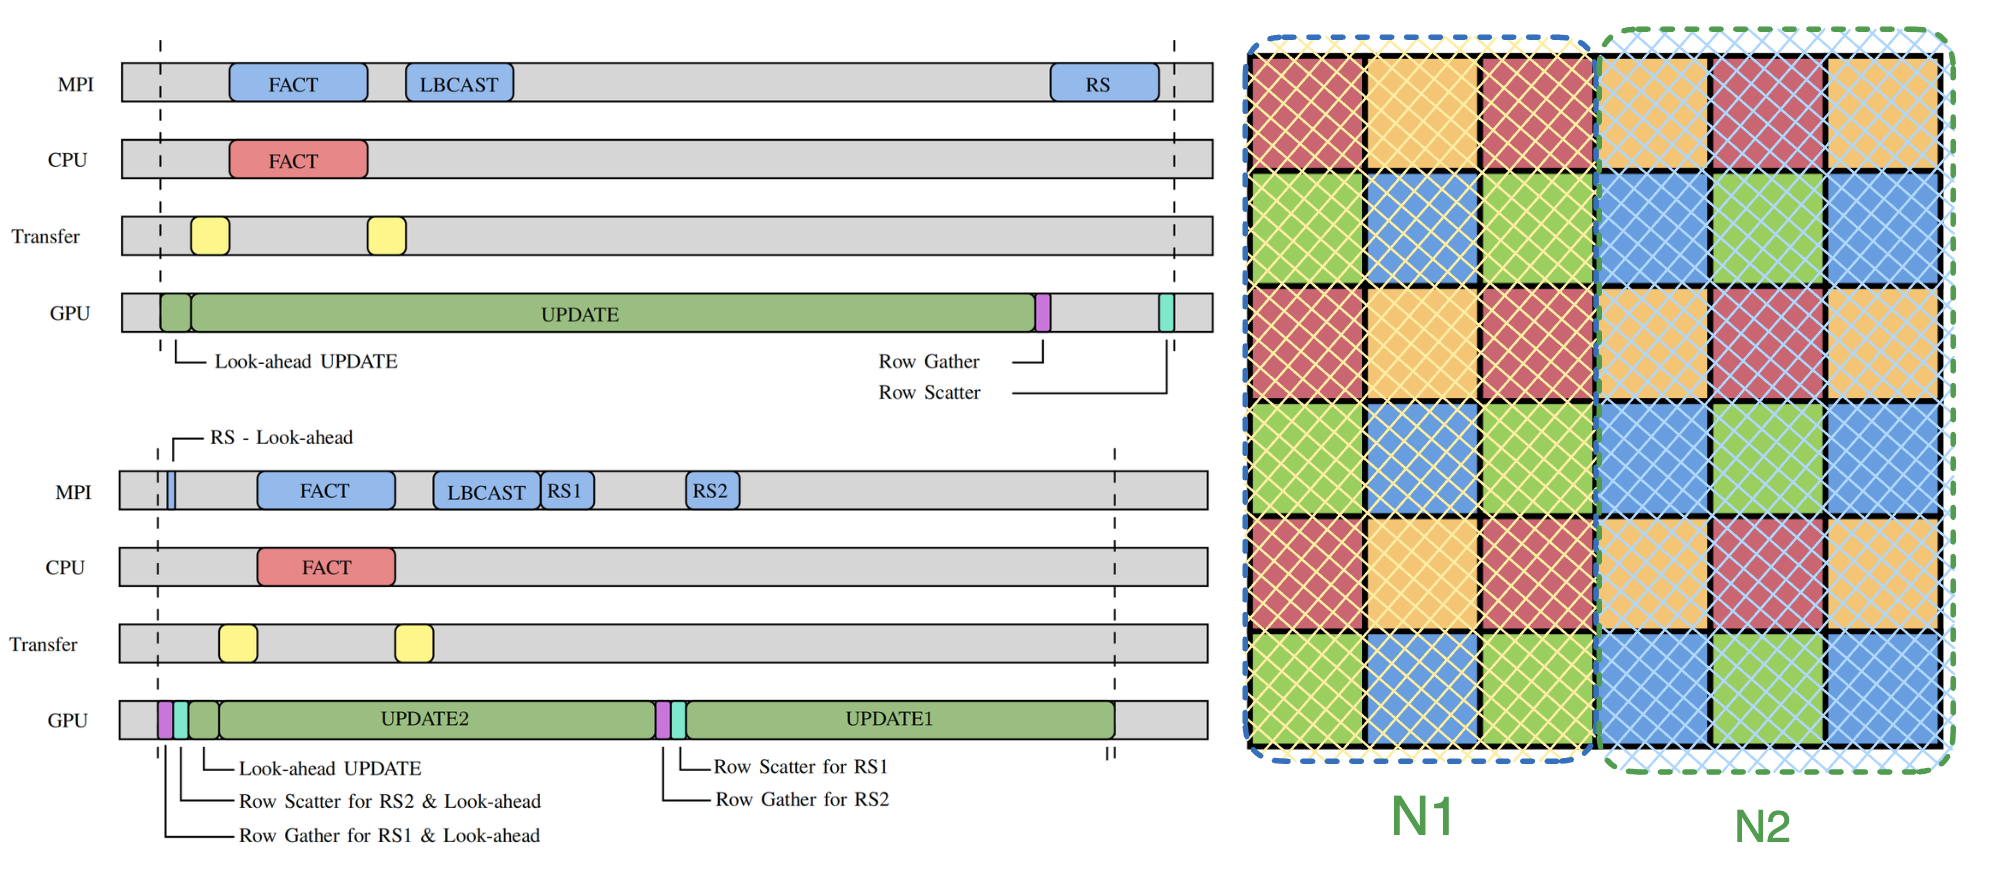 MPI
FACT
LBCAST
RS
CPU
FACT
Transfer
GPU
UPDATE
Look-ahead UPDATE
Row Gather
Row Scatter
RS - Look-ahead
MPI
FACT
LBCAST
RS1
RS2
CPU
FACT
Transfer
GPU
UPDATE2
UPDATE1
Look-ahead UPDATE
Row Scatter for RS1
Row Scatter for RS2 & Look-ahead
Row Gather for RS2
Row Gather for RS1 & Look-ahead
N1
N2